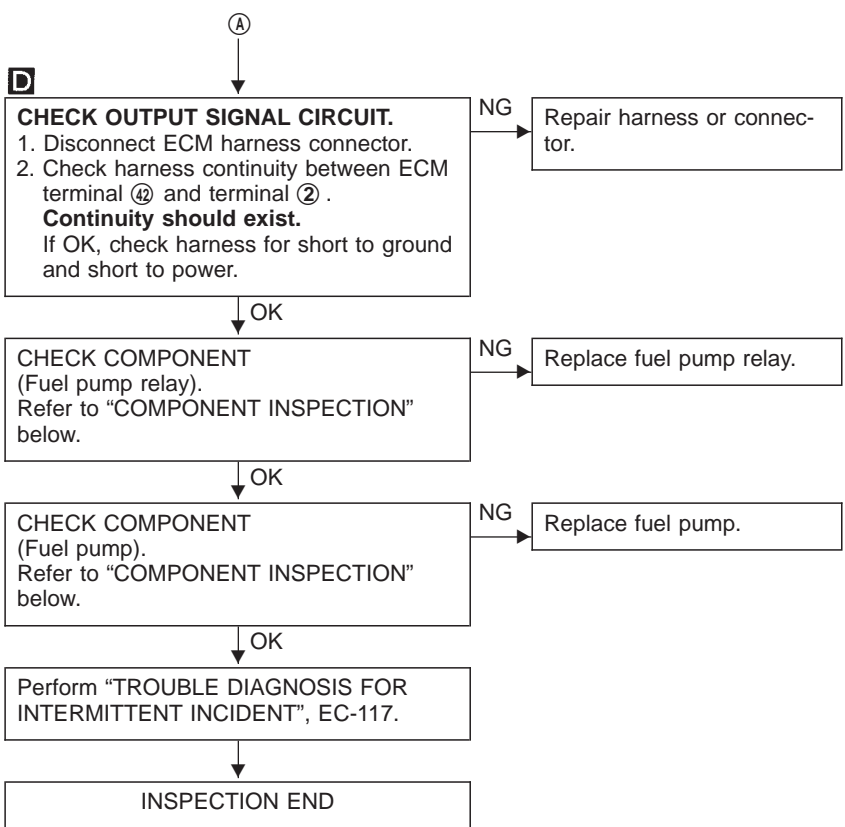 Ⓐ
D
CHECK OUTPUT SIGNAL CIRCUIT.
1. Disconnect ECM harness connector.
2. Check harness continuity between ECM
terminal ㊷ and terminal ② .
Continuity should exist.
If OK, check harness for short to ground
and short to power.
NG
Repair harness or connec-
tor.
OK
CHECK COMPONENT
(Fuel pump relay).
Refer to “COMPONENT INSPECTION”
below.
NG
Replace fuel pump relay.
OK
CHECK COMPONENT
(Fuel pump).
Refer to “COMPONENT INSPECTION”
below.
NG
Replace fuel pump.
OK
Perform “TROUBLE DIAGNOSIS FOR
INTERMITTENT INCIDENT”, EC-117.
INSPECTION END